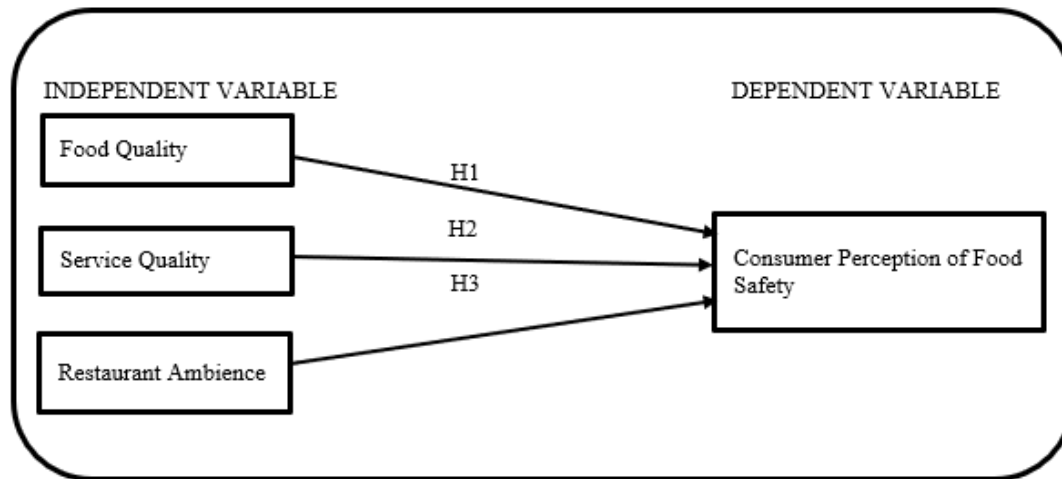 INDEPENDENT VARIABLE
DEPENDENT VARIABLE
Food Quality
H1
H2
Service Quality
Consumer Perception of Food
Safety
H3
Restaurant Ambience